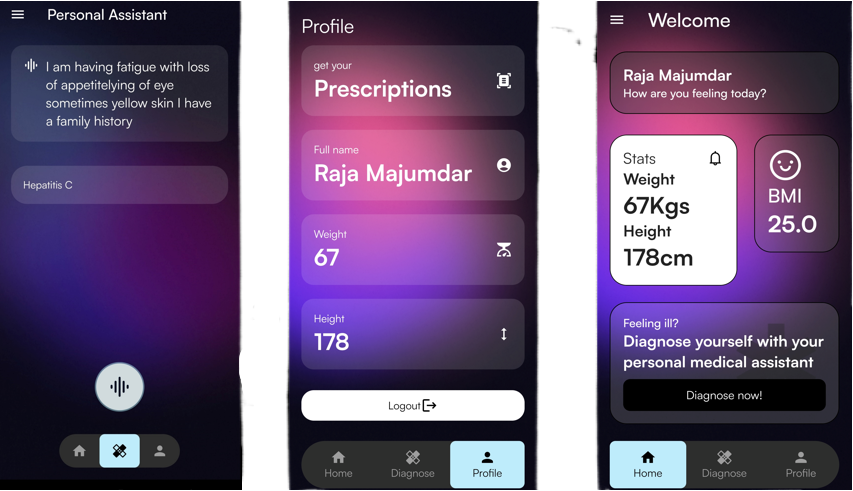 Personal Assistant
I am having fatigue with loss
of appetitelying of eye
sometimes yellow skin I have
a family history
Hepatitis C
Profile
get your
Prescriptions
Full name
Raja Majumdar
Weight
67
Height
178
Logout
Home
Diagnose
Profile
Welcome
Raja Majumdar
How are you feeling today?
Stats
Weight
67Kgs
Height
178cm
BMI
25.0
Feeling ill?
Diagnose yourself with your
personal medical assistant
Diagnose now!
Home
Diagnose
Profile